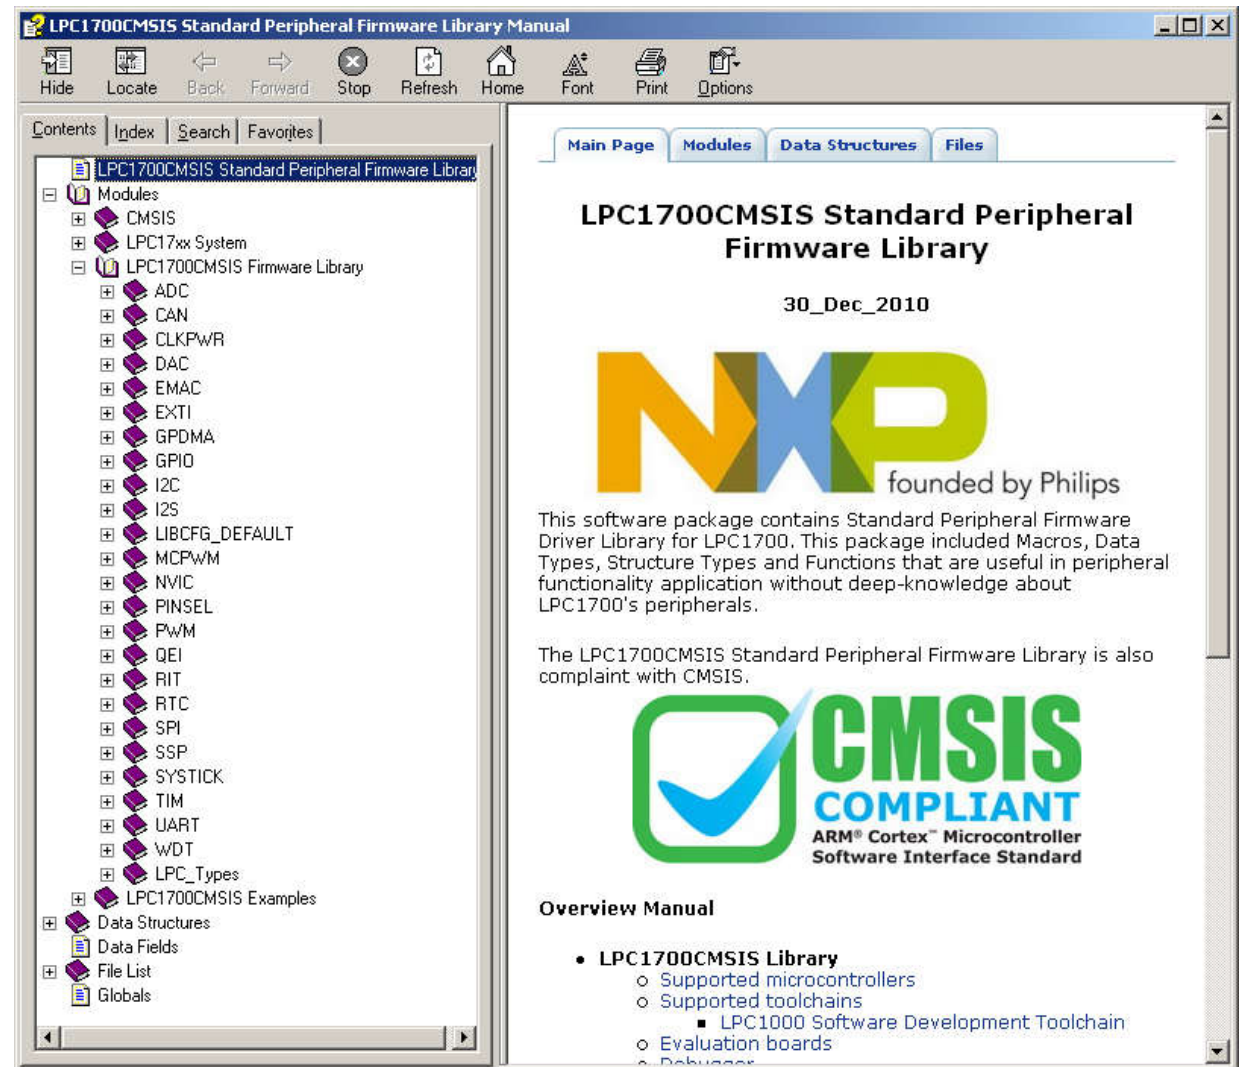 LPC1700CMSIS Standard Peripheral Firmware Library Manual
Hide Locate Back Forward Stop Refresh Home Font Print Options
Contents Index Search Favorites
LPC1700CMSIS Standard Peripheral Firmware Library
Modules
CMSIS
LPC17xx System
LPC1700CMSIS Firmware Library
ADC
CAN
CLKPWR
DAC
EMAC
EXTI
GPDMA
GPIO
I2C
I2S
LIBCFG_DEFAULT
MCPWM
NVIC
PINSEL
PWM
QEI
RIT
RTC
SPI
SSP
SYSTICK
TIM
UART
WDT
LPC_Types
LPC1700CMSIS Examples
Data Structures
Data Fields
File List
Globals
Main Page Modules Data Structures Files
LPC1700CMSIS Standard Peripheral
Firmware Library
30_Dec_2010
NXP
founded by Philips
This software package contains Standard Peripheral Firmware
Driver Library for LPC1700. This package included Macros, Data
Types, Structure Types and Functions that are useful in peripheral
functionality application without deep-knowledge about
LPC1700's peripherals.
The LPC1700CMSIS Standard Peripheral Firmware Library is also
complaint with CMSIS.
CMSIS
COMPLIANT
ARM® Cortex™ Microcontroller
Software Interface Standard
Overview Manual
• LPC1700CMSIS Library
o Supported microcontrollers
o Supported toolchains
▪ LPC1000 Software Development Toolchain
o Evaluation boards
o Debugger